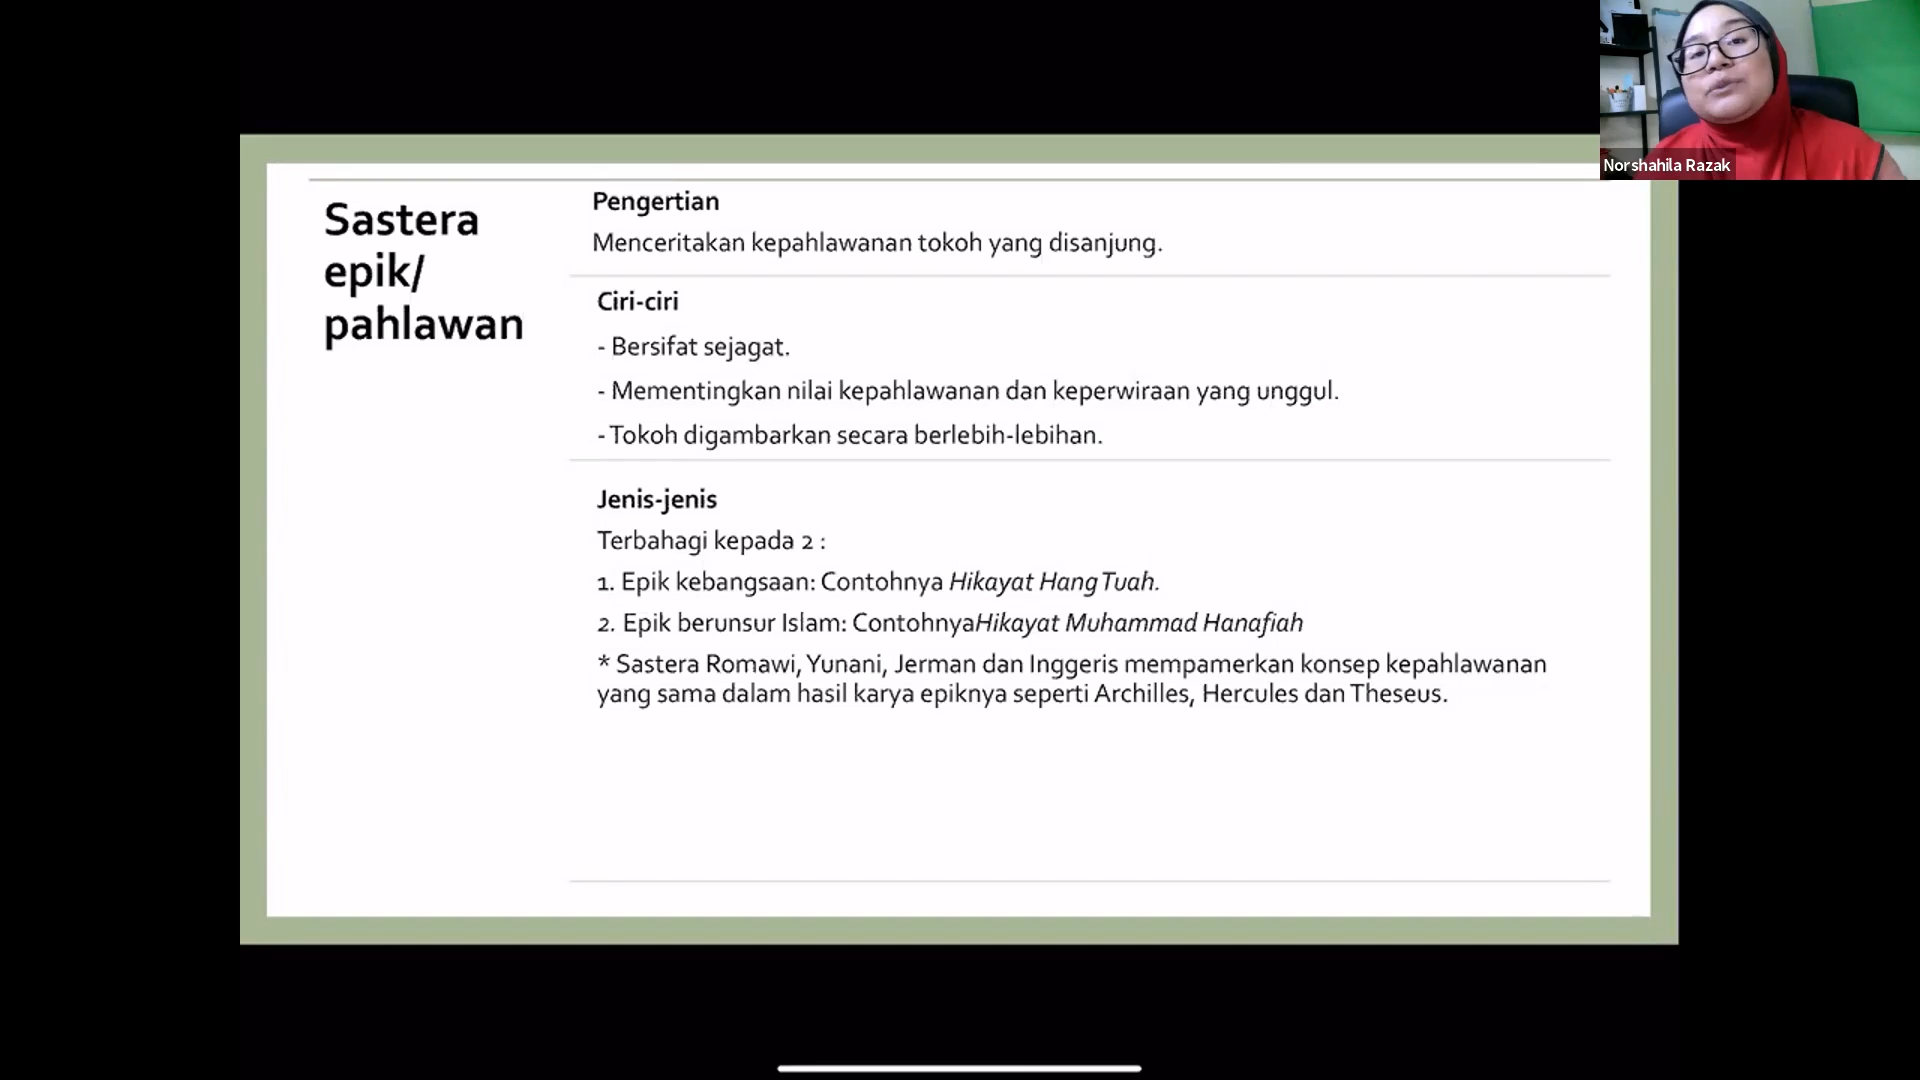 Norshahila Razak
Sastera
epik/
pahlawan
Pengertian
Menceritakan kepahlawanan tokoh yang disanjung.
Ciri-ciri
- Bersifat sejagat.
- Mementingkan nilai kepahlawanan dan keperwiraan yang unggul.
- Tokoh digambarkan secara berlebih-lebihan.
Jenis-jenis
Terbahagi kepada 2 :
1. Epik kebangsaan: Contohnya Hikayat Hang Tuah.
2. Epik berunsur Islam: ContohnyaHikayat Muhammad Hanafiah
* Sastera Romawi, Yunani, Jerman dan Inggeris mempamerkan konsep kepahlawanan
yang sama dalam hasil karya epiknya seperti Archilles, Hercules dan Theseus.